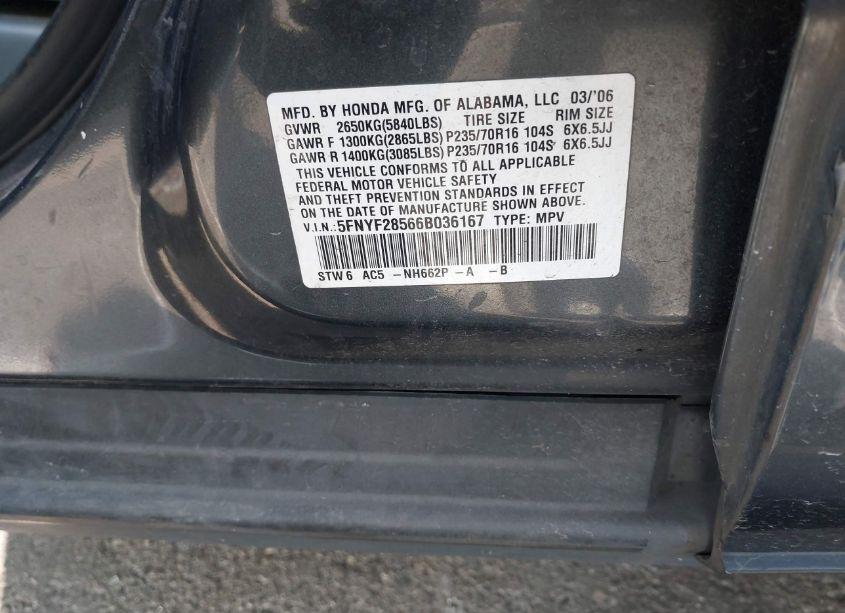 MFD. BY HONDA MFG. OF ALABAMA, LLC 03/'06
GVWR 2650KG(5840LBS) TIRE SIZE RIM SIZE
GAWR F 1300KG(2865LBS) P235/70R16 104S 6X6.5JJ
GAWR R 1400KG(3085LBS) P235/70R16 104S 6X6.5JJ
THIS VEHICLE CONFORMS TO ALL APPLICABLE
FEDERAL MOTOR VEHICLE SAFETY
AND THEFT PREVENTION STANDARDS IN EFFECT
ON THE DATE OF MANUFACTURE SHOWN ABOVE.
V.I.N.: 5FNYF28566B036167 TYPE: MPV
STW 6 AC5 -NH662P -A -B